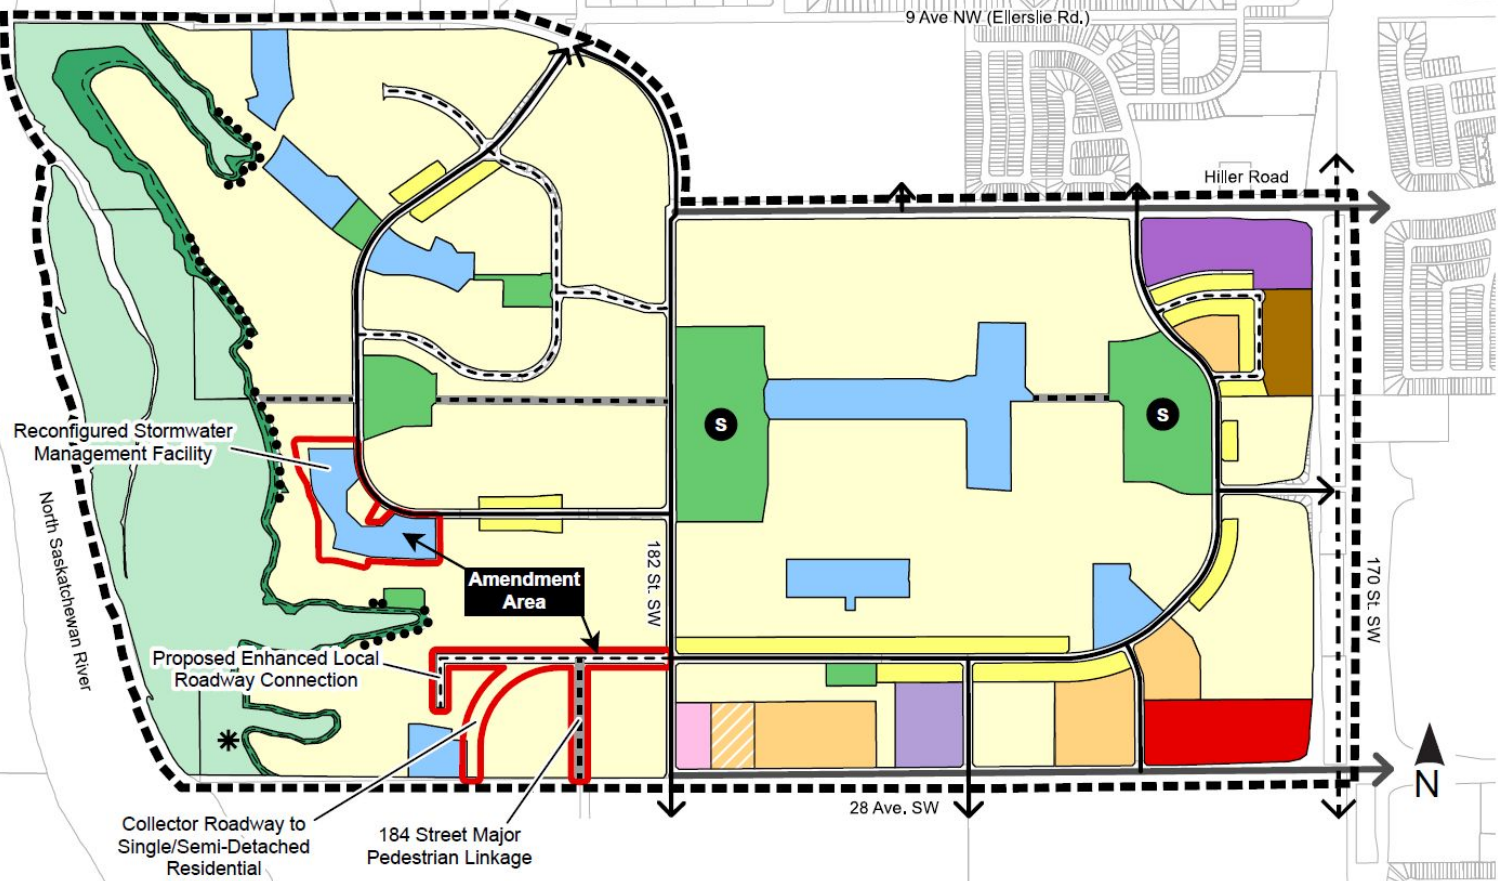 9 Ave NW (Ellerslie Rd.)
Hiller Road
S
S
Reconfigured Stormwater
Management Facility
North Saskatchewan River
182 St. SW
170 St. SW
Amendment
Area
Proposed Enhanced Local
Roadway Connection
28 Ave. SW
N
Collector Roadway to
Single/Semi-Detached
Residential
184 Street Major
Pedestrian Linkage